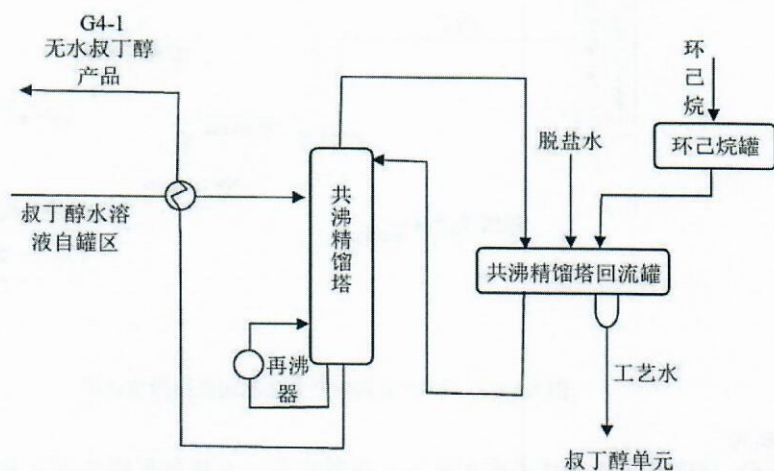 G4-1
无水叔丁醇
产品
环己烷
脱盐水
环己烷罐
共沸精馏塔
叔丁醇水溶
液自罐区
共沸精馏塔回流罐
再沸
器
工艺水
叔丁醇单元